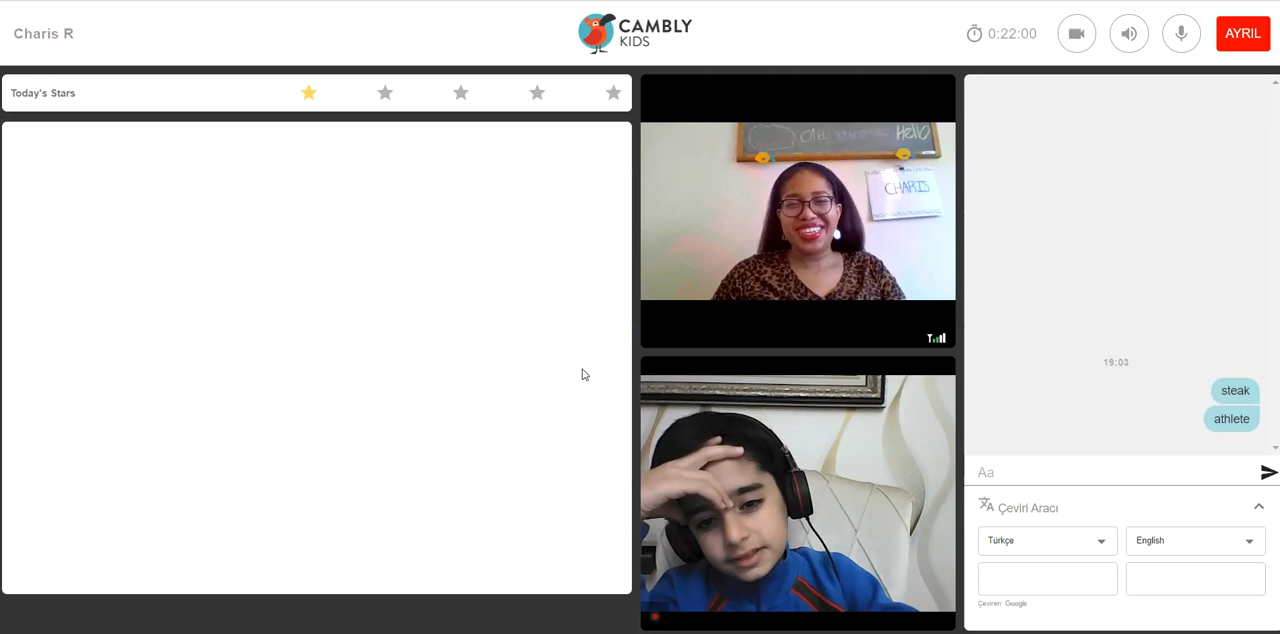 Charis R
CAMBLY
KIDS
0:22:00
AYRIL
Today's Stars
Hello
CHARIS
19:03
steak
athlete
Aa
Çeviri Aracı
Türkçe
English
Çeviren: Google